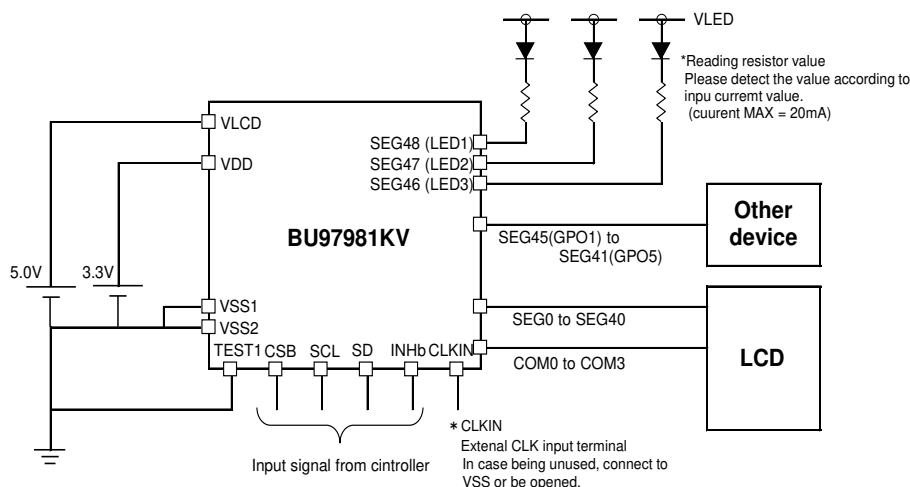 VLED
*Reading resistor value
Please detect the value according to
inpu curremt value.
(cuurent MAX = 20mA)
VLCD
VDD
SEG48 (LED1)
SEG47 (LED2)
SEG46 (LED3)
BU97981KV
Other
device
SEG45(GPO1) to
SEG41(GPO5)
5.0V
3.3V
VSS1
VSS2
SEG0 to SEG40
LCD
TEST1
CSB
SCL
SD
INHb
CLKIN
COM0 to COM3
* CLKIN
Extenal CLK input terminal
In case being unused, connect to
VSS or be opened.
Input signal from cintroller